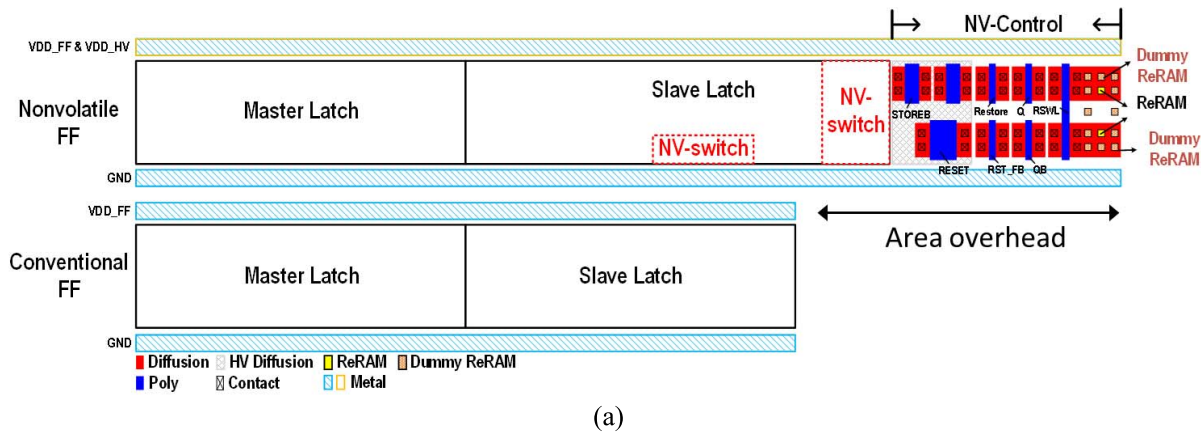 NV-Control
VDD_FF & VDD_HV
Nonvolatile
FF
Master Latch
Slave Latch
NV-switch
NV-
switch
STOREB
Restore
Q
RSWL
RESET
RST_FB
QB
Dummy
ReRAM
ReRAM
Dummy
ReRAM
GND
VDD_FF
Area overhead
Conventional
FF
Master Latch
Slave Latch
GND
Diffusion HV Diffusion ReRAM Dummy ReRAM
Poly Contact Metal
(a)